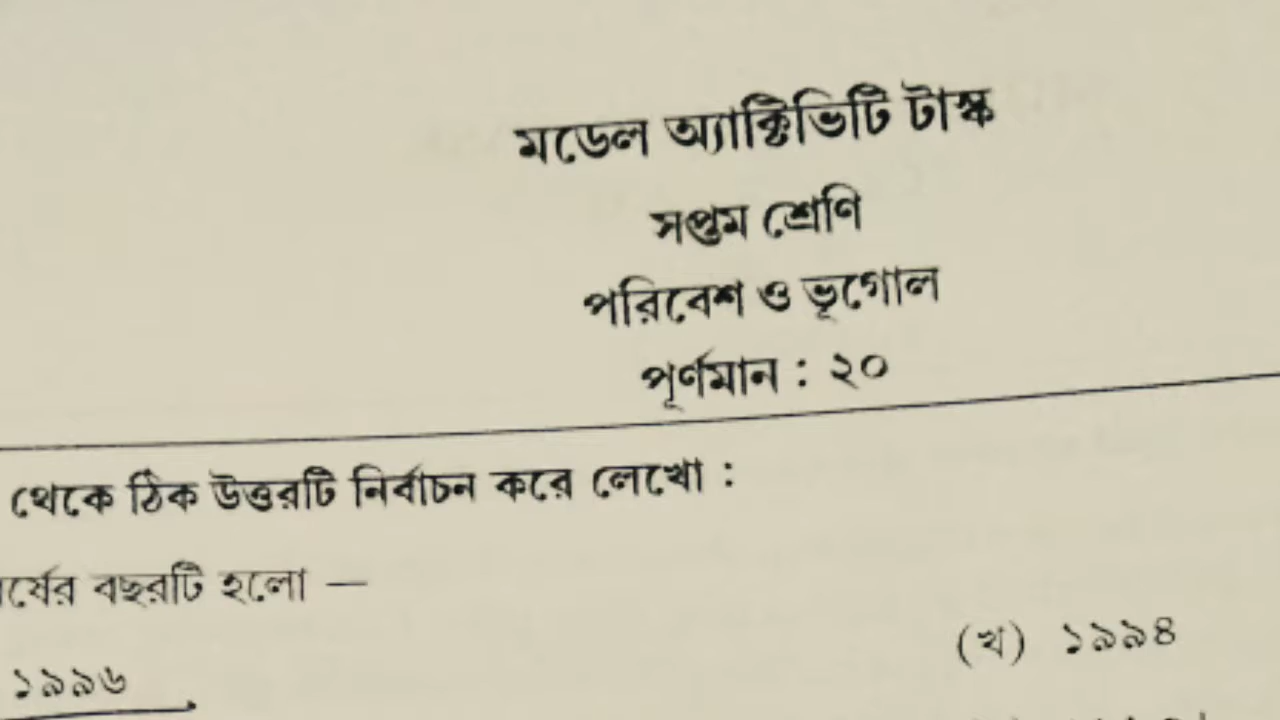 মডেল অ্যাক্টিভিটি টাস্ক
সপ্তম শ্রেণি
পরিবেশ ও ভূগোল
পূর্ণমান : ২০
থেকে ঠিক উত্তরটি নির্বাচন করে লেখো :
বছরটি হলো —
১৯৯৬ (খ) ১৯৯৪